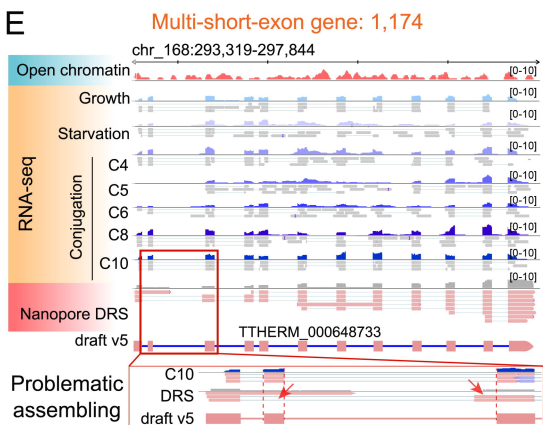 E
Multi-short-exon gene: 1,174
chr_168:293,319-297,844
Open chromatin
[0-10]
RNA-seq
Growth
[0-10]
Starvation
[0-10]
Conjugation
C4
[0-10]
C5
[0-10]
C6
[0-10]
C8
[0-10]
C10
[0-10]
Nanopore DRS
[0-10]
draft v5
TTHERM_000648733
Problematic
assembling
C10
DRS
draft v5